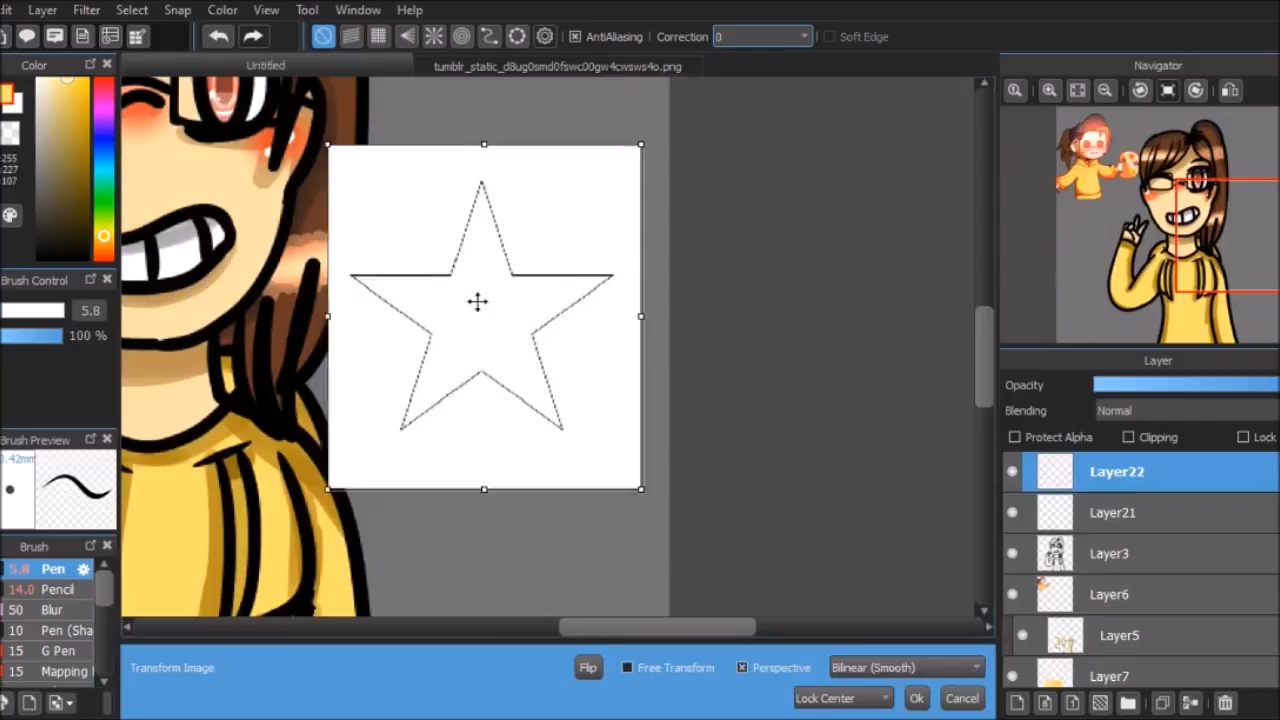 dit Layer Filter Select Snap Color View Tool Window Help
AntiAliasing Correction 0 Soft Edge
Color
Untitled
tumblr_static_d8ug0smd0fswc00gw4cwsws4o.png
Navigator
255
227
107
Brush Control
5.8
100 %
Layer
Opacity
Blending Normal
Protect Alpha Clipping Lock
Brush Preview
0.42mm
Layer22
Layer21
Layer3
Layer6
Layer5
Layer7
Brush
5.8 Pen
14.0 Pencil
50 Blur
10 Pen (Sha
15 G Pen
15 Mapping
Transform Image
Flip Free Transform Perspective Bilinear (Smooth)
Lock Center Ok Cancel